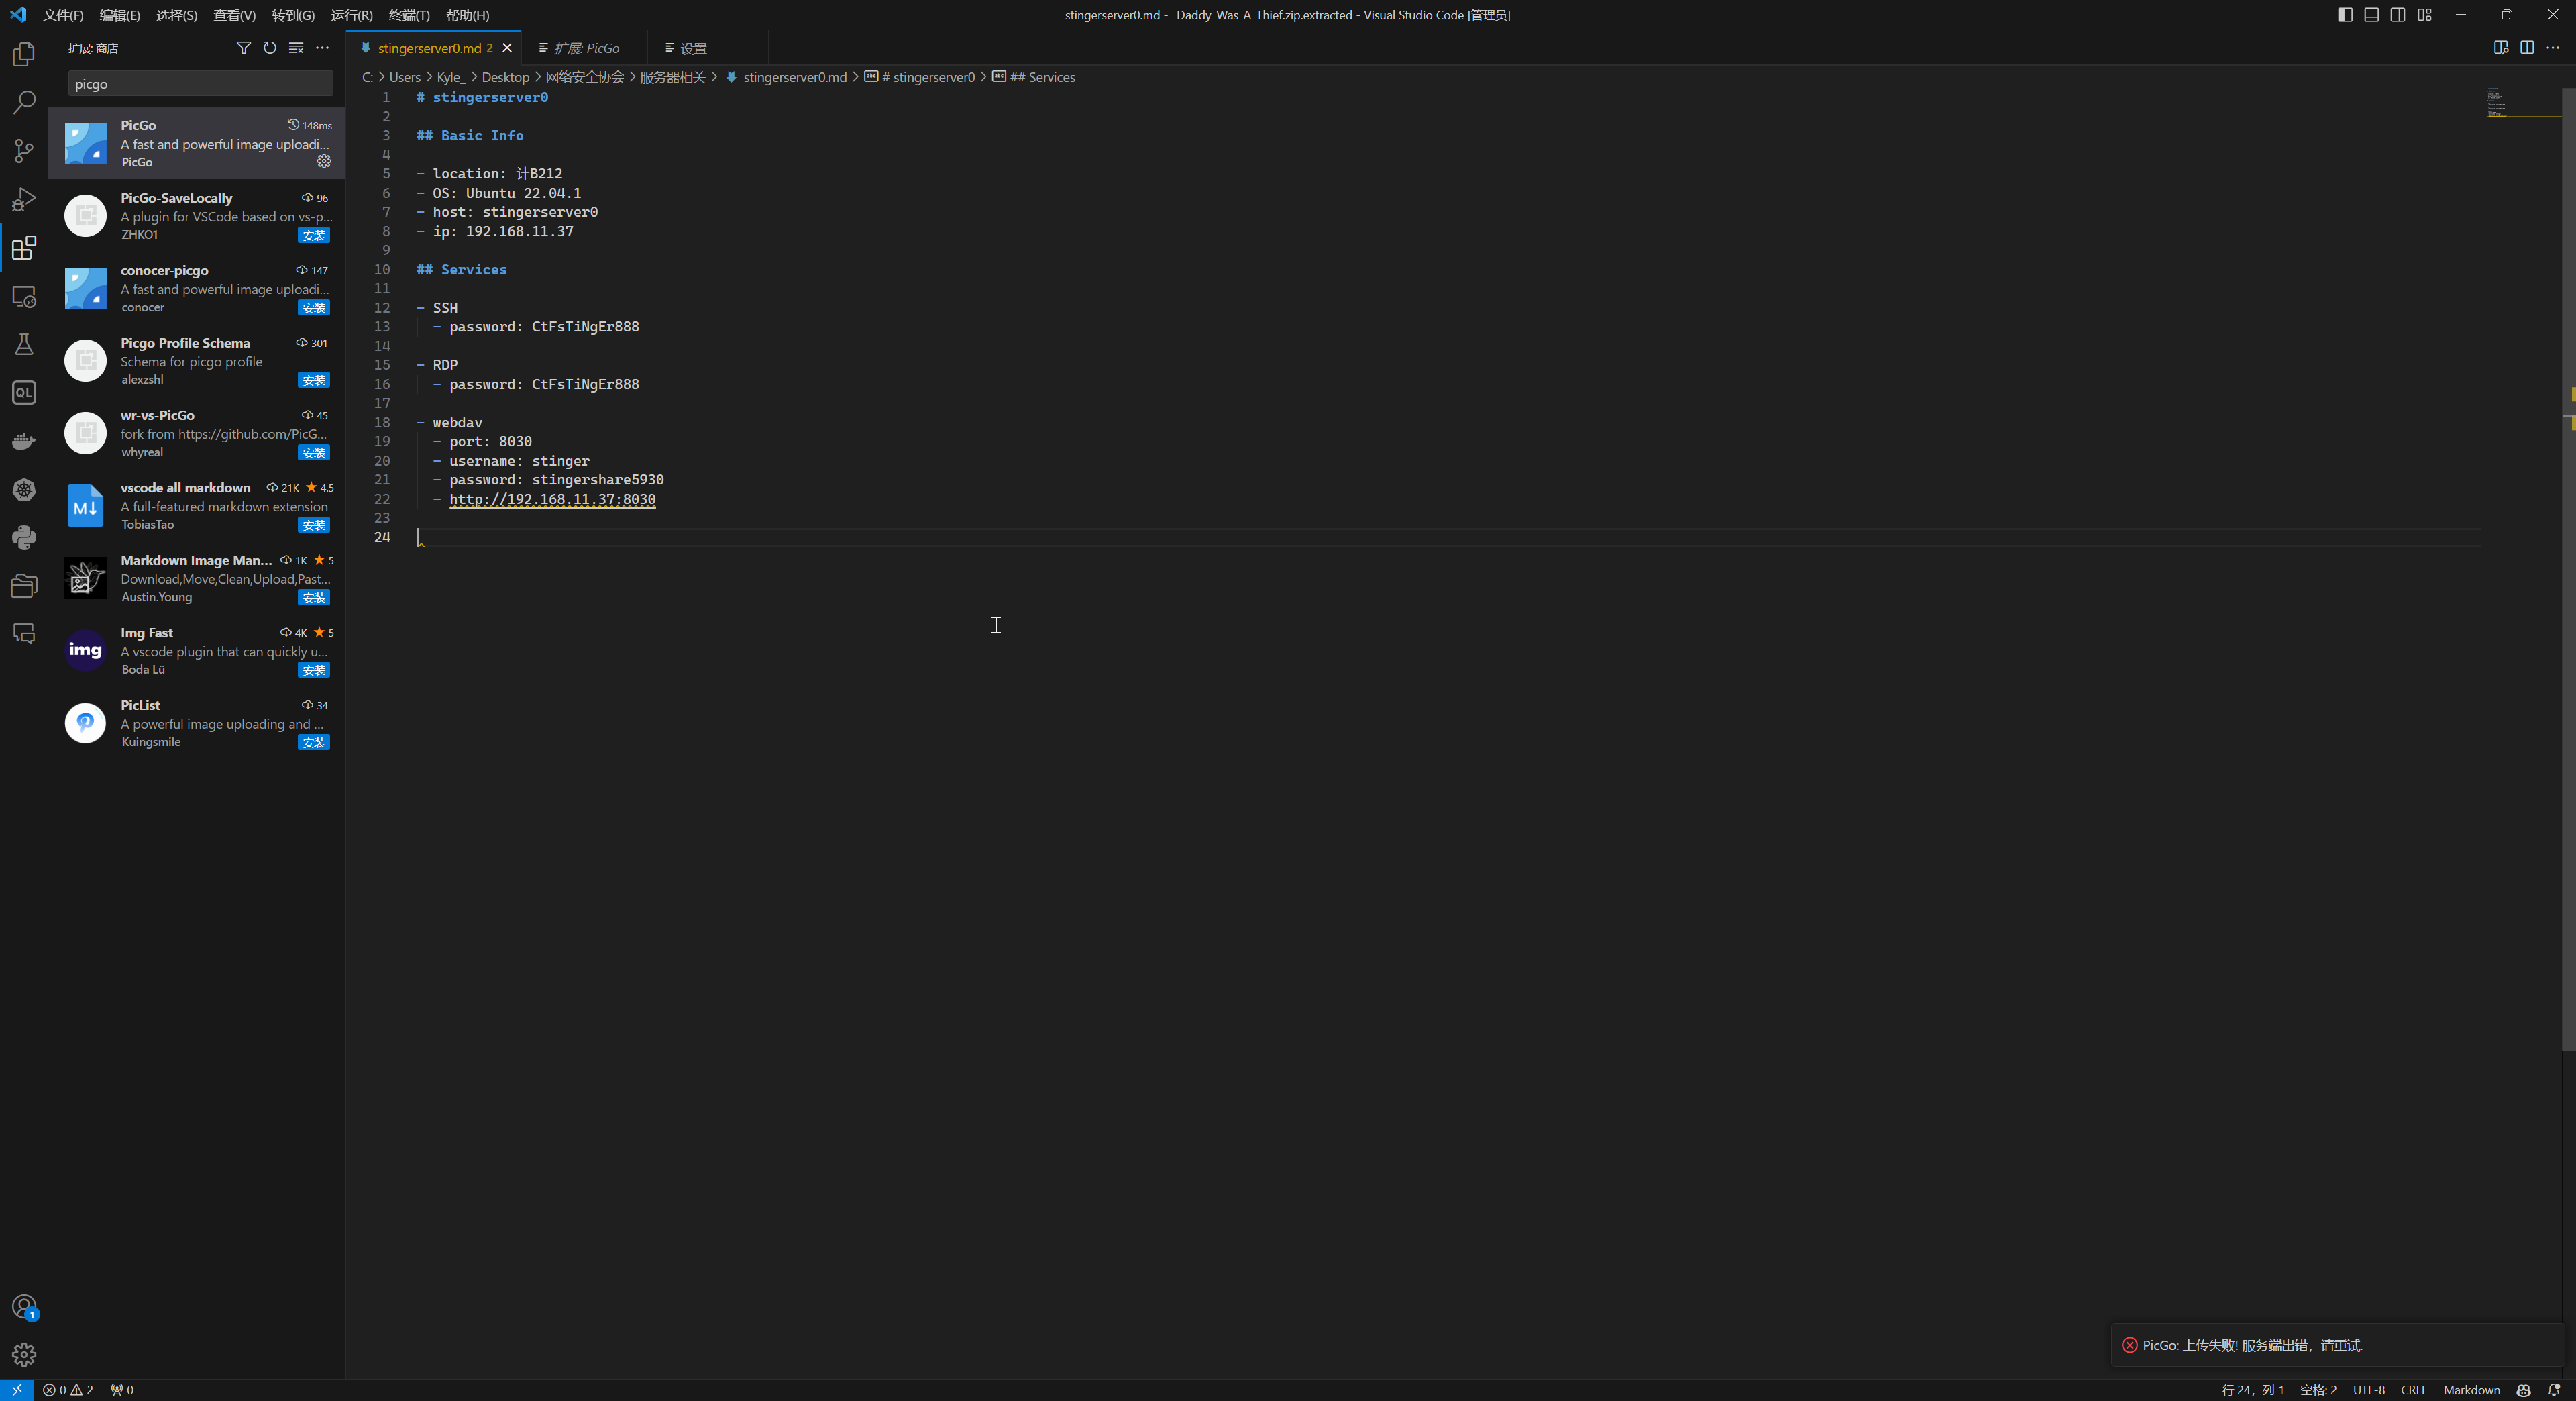 文件(F) 编辑(E) 选择(S) 查看(V) 转到(G) 运行(R) 终端(T) 帮助(H)
stingerserver0.md - _Daddy_Was_A_Thief.zip.extracted - Visual Studio Code [管理员]
扩展: 商店
picgo
PicGo 148ms
A fast and powerful image uploadi...
PicGo
PicGo-SaveLocally 96
A plugin for VSCode based on vs-p...
ZHKO1 安装
conocer-picgo 147
A fast and powerful image uploadi...
conocer 安装
Picgo Profile Schema 301
Schema for picgo profile
alexzshl 安装
wr-vs-PicGo 45
fork from https://github.com/PicG...
whyreal 安装
vscode all markdown 21K 4.5
A full-featured markdown extension
TobiasTao 安装
Markdown Image Man... 1K 5
Download,Move,Clean,Upload,Past...
Austin.Young 安装
Img Fast 4K 5
A vscode plugin that can quickly u...
Boda Lü 安装
PicList 34
A powerful image uploading and ...
Kuingsmile 安装
QL
M↓
img
1
stingerserver0.md 2 扩展: PicGo 设置
C: > Users > Kyle_ > Desktop > 网络安全协会 > 服务器相关 > stingerserver0.md > # stingerserver0 > ## Services
1 # stingerserver0
2
3 ## Basic Info
4
5 - location: 计B212
6 - OS: Ubuntu 22.04.1
7 - host: stingerserver0
8 - ip: 192.168.11.37
9
10 ## Services
11
12 - SSH
13 - password: CtFsTiNgEr888
14
15 - RDP
16 - password: CtFsTiNgEr888
17
18 - webdav
19 - port: 8030
20 - username: stinger
21 - password: stingershare5930
22 - http://192.168.11.37:8030
23
24
PicGo: 上传失败! 服务端出错，请重试.
0 2 0
行 24，列 1 空格: 2 UTF-8 CRLF Markdown